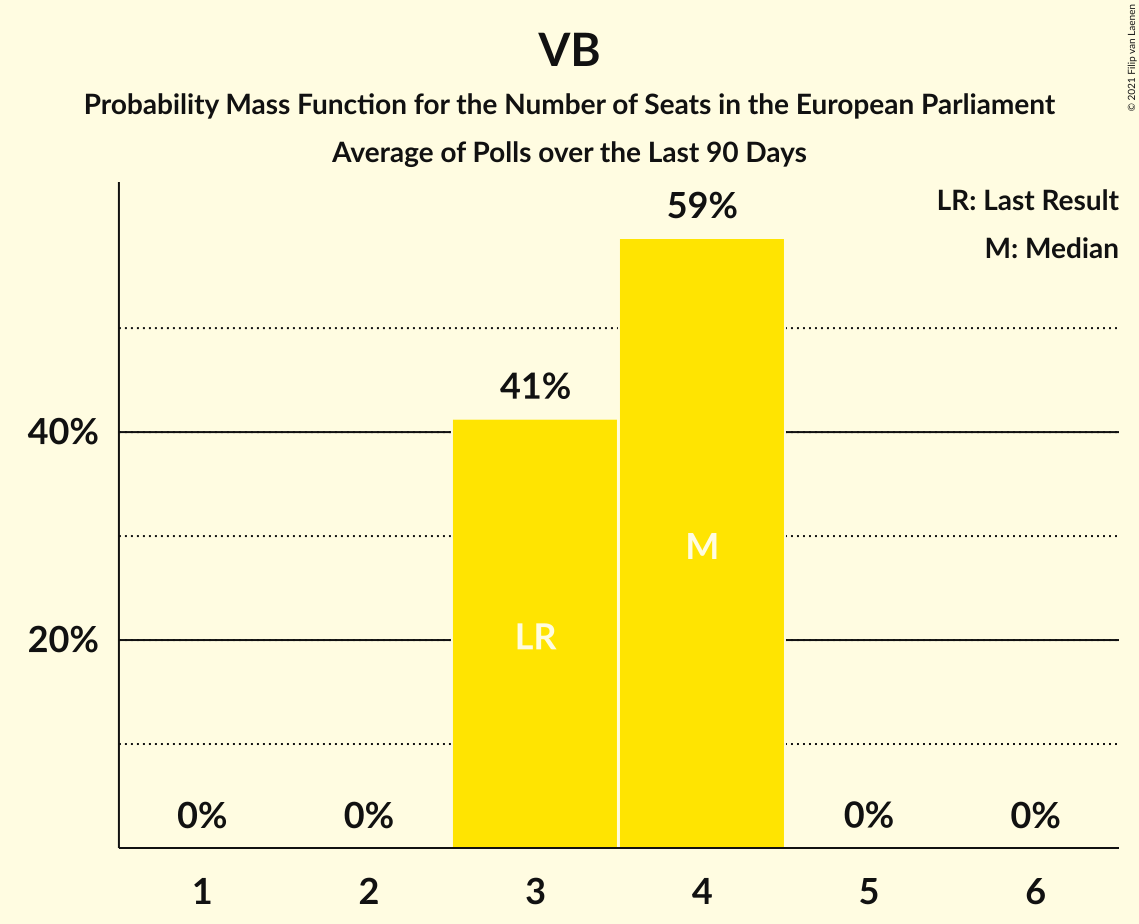 VB
Probability Mass Function for the Number of Seats in the European Parliament
Average of Polls over the Last 90 Days
© 2021 Filip van Laenen
LR: Last Result
M: Median
59%
41%
40%
M
LR
20%
0% 0% 0% 0%
1 2 3 4 5 6